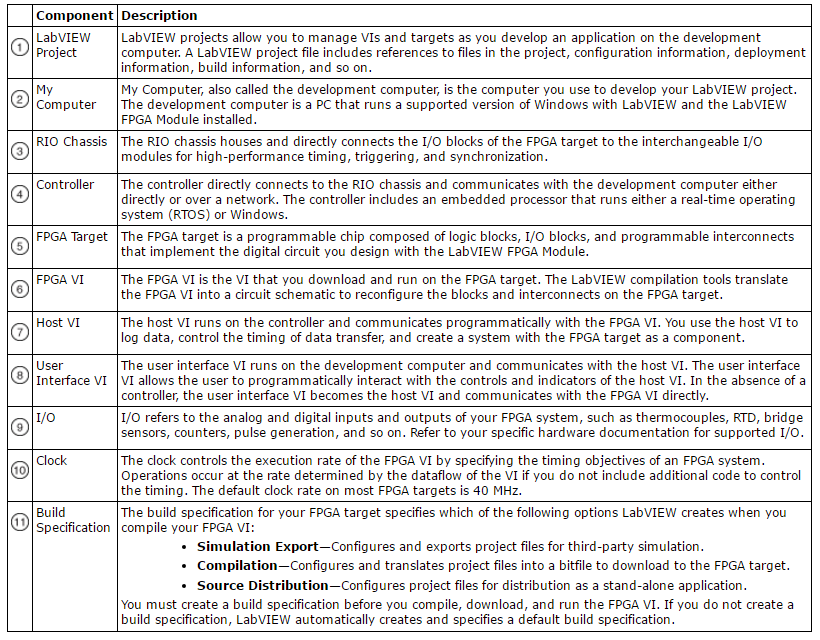 Component Description
① LabVIEW Project LabVIEW projects allow you to manage VIs and targets as you develop an application on the development
computer. A LabVIEW project file includes references to files in the project, configuration information, deployment
information, build information, and so on.
② My Computer My Computer, also called the development computer, is the computer you use to develop your LabVIEW project.
The development computer is a PC that runs a supported version of Windows with LabVIEW and the LabVIEW
FPGA Module installed.
③ RIO Chassis The RIO chassis houses and directly connects the I/O blocks of the FPGA target to the interchangeable I/O
modules for high-performance timing, triggering, and synchronization.
④ Controller The controller directly connects to the RIO chassis and communicates with the development computer either
directly or over a network. The controller includes an embedded processor that runs either a real-time operating
system (RTOS) or Windows.
⑤ FPGA Target The FPGA target is a programmable chip composed of logic blocks, I/O blocks, and programmable interconnects
that implement the digital circuit you design with the LabVIEW FPGA Module.
⑥ FPGA VI The FPGA VI is the VI that you download and run on the FPGA target. The LabVIEW compilation tools translate
the FPGA VI into a circuit schematic to reconfigure the blocks and interconnects on the FPGA target.
⑦ Host VI The host VI runs on the controller and communicates programmatically with the FPGA VI. You use the host VI to
log data, control the timing of data transfer, and create a system with the FPGA target as a component.
⑧ User Interface VI The user interface VI runs on the development computer and communicates with the host VI. The user interface
VI allows the user to programmatically interact with the controls and indicators of the host VI. In the absence of a
controller, the user interface VI becomes the host VI and communicates with the FPGA VI directly.
⑨ I/O I/O refers to the analog and digital inputs and outputs of your FPGA system, such as thermocouples, RTD, bridge
sensors, counters, pulse generation, and so on. Refer to your specific hardware documentation for supported I/O.
⑩ Clock The clock controls the execution rate of the FPGA VI by specifying the timing objectives of an FPGA system.
Operations occur at the rate determined by the dataflow of the VI if you do not include additional code to control
the timing. The default clock rate on most FPGA targets is 40 MHz.
⑪ Build Specification The build specification for your FPGA target specifies which of the following options LabVIEW creates when you
compile your FPGA VI:
• Simulation Export—Configures and exports project files for third-party simulation.
• Compilation—Configures and translates project files into a bitfile to download to the FPGA target.
• Source Distribution—Configures project files for distribution as a stand-alone application.
You must create a build specification before you compile, download, and run the FPGA VI. If you do not create a
build specification, LabVIEW automatically creates and specifies a default build specification.